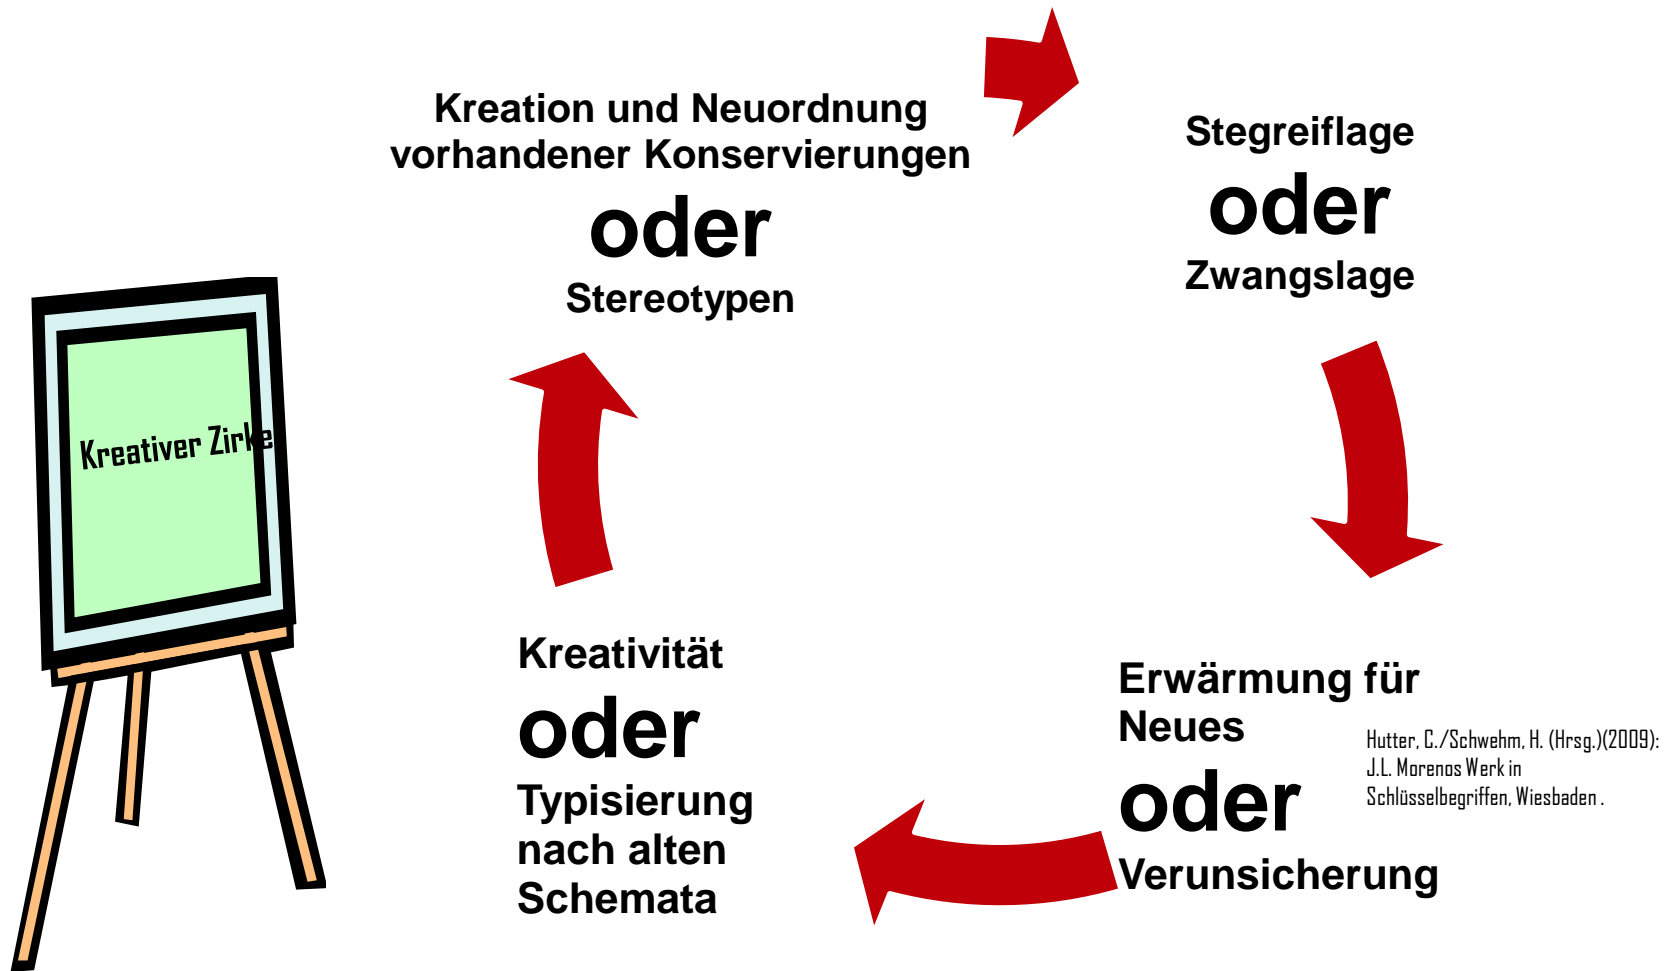 Kreation und Neuordnung
vorhandener Konservierungen
oder
Stereotypen
Stegreiflage
oder
Zwangslage
Erwärmung für
Neues
oder
Verunsicherung
Hutter, C./Schwehm, H. (Hrsg.)(2009):
J.L. Morenos Werk in
Schlüsselbegriffen, Wiesbaden .
Kreativität
oder
Typisierung
nach alten
Schemata
Kreativer Zirke